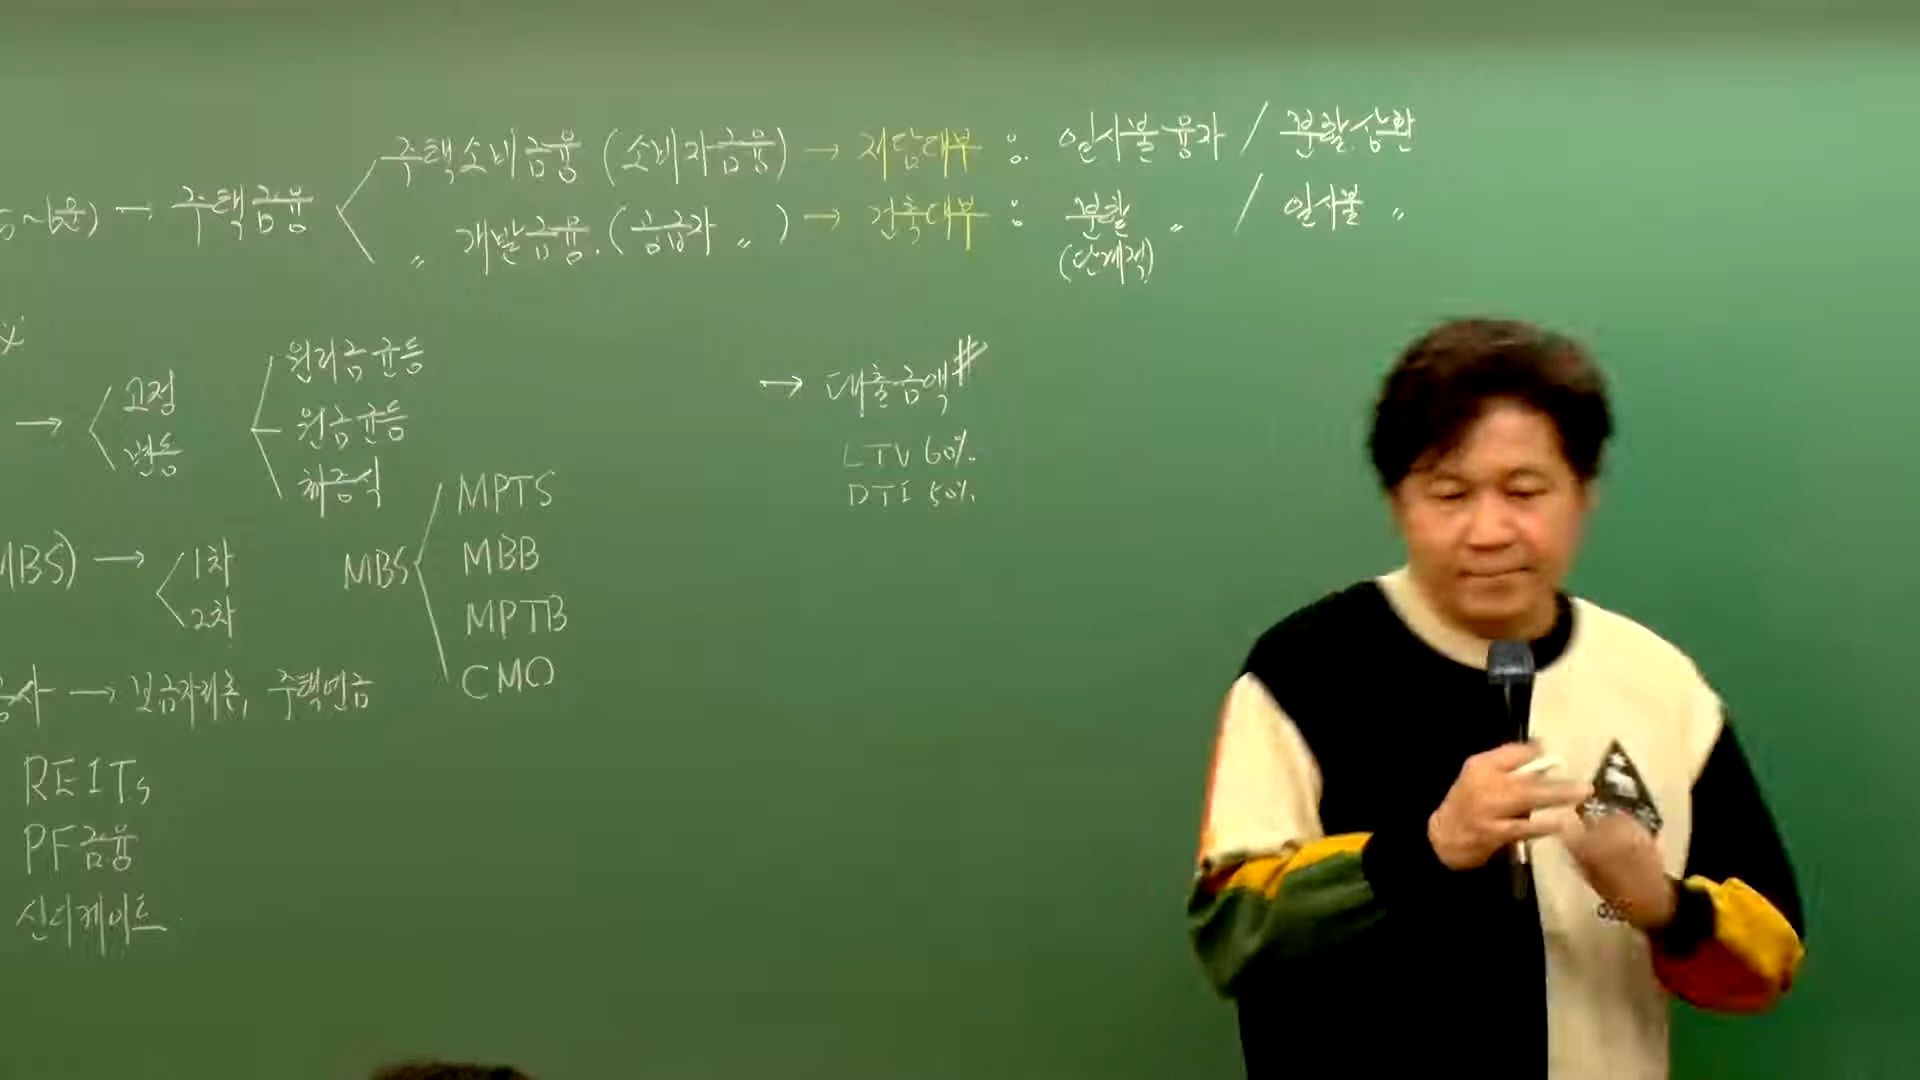 → 주택금융 < 주택소비금융 (소비자금융) → 저당대부 : 일시불융자 / 분할상환
〃 개발금융. (공급자 〃 ) → 건축대부 : 분할 〃 / 일시불 〃
(단계적)
→ < 고정
변동
원리금균등
원금균등
체증식
→ 대출금액#
LTV 60%.
DTI 50%.
MBS) → < 1차
2차
MBS < MPTS
MBB
MPTB
CMO
→ 보금자리론, 주택연금
REITs
PF금융
신디케이트